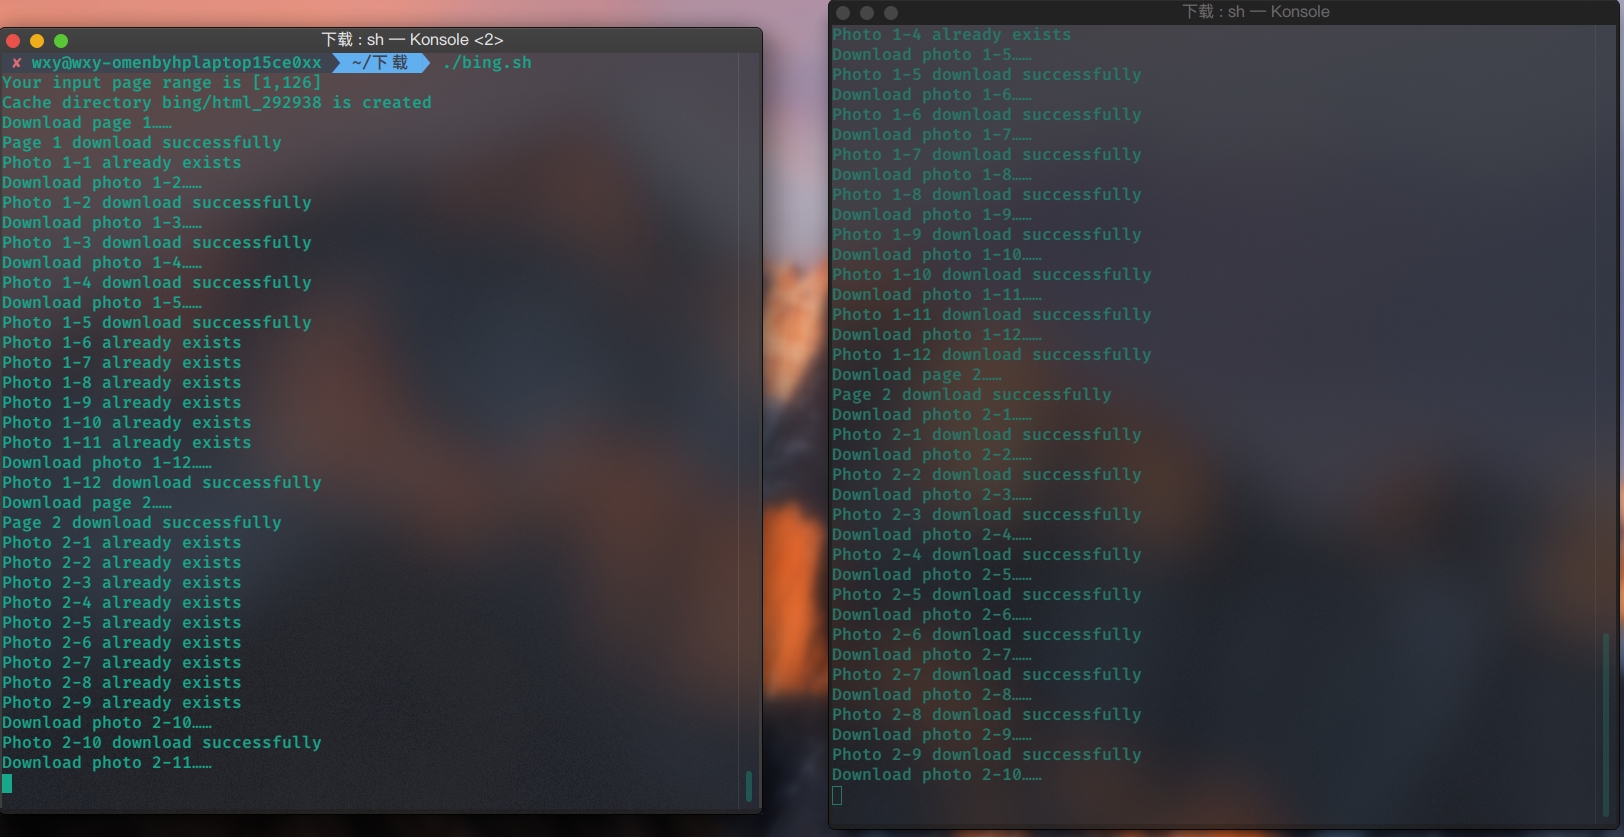 下载 : sh — Konsole <2>
✘ wxy@wxy-omenbyhplaptop15ce0xx ~/下载 ./bing.sh
Your input page range is [1,126]
Cache directory bing/html_292938 is created
Download page 1……
Page 1 download successfully
Photo 1-1 already exists
Download photo 1-2……
Photo 1-2 download successfully
Download photo 1-3……
Photo 1-3 download successfully
Download photo 1-4……
Photo 1-4 download successfully
Download photo 1-5……
Photo 1-5 download successfully
Photo 1-6 already exists
Photo 1-7 already exists
Photo 1-8 already exists
Photo 1-9 already exists
Photo 1-10 already exists
Photo 1-11 already exists
Download photo 1-12……
Photo 1-12 download successfully
Download page 2……
Page 2 download successfully
Photo 2-1 already exists
Photo 2-2 already exists
Photo 2-3 already exists
Photo 2-4 already exists
Photo 2-5 already exists
Photo 2-6 already exists
Photo 2-7 already exists
Photo 2-8 already exists
Photo 2-9 already exists
Download photo 2-10……
Photo 2-10 download successfully
Download photo 2-11……
下载 : sh — Konsole
Photo 1-4 already exists
Download photo 1-5……
Photo 1-5 download successfully
Download photo 1-6……
Photo 1-6 download successfully
Download photo 1-7……
Photo 1-7 download successfully
Download photo 1-8……
Photo 1-8 download successfully
Download photo 1-9……
Photo 1-9 download successfully
Download photo 1-10……
Photo 1-10 download successfully
Download photo 1-11……
Photo 1-11 download successfully
Download photo 1-12……
Photo 1-12 download successfully
Download page 2……
Page 2 download successfully
Download photo 2-1……
Photo 2-1 download successfully
Download photo 2-2……
Photo 2-2 download successfully
Download photo 2-3……
Photo 2-3 download successfully
Download photo 2-4……
Photo 2-4 download successfully
Download photo 2-5……
Photo 2-5 download successfully
Download photo 2-6……
Photo 2-6 download successfully
Download photo 2-7……
Photo 2-7 download successfully
Download photo 2-8……
Photo 2-8 download successfully
Download photo 2-9……
Photo 2-9 download successfully
Download photo 2-10……